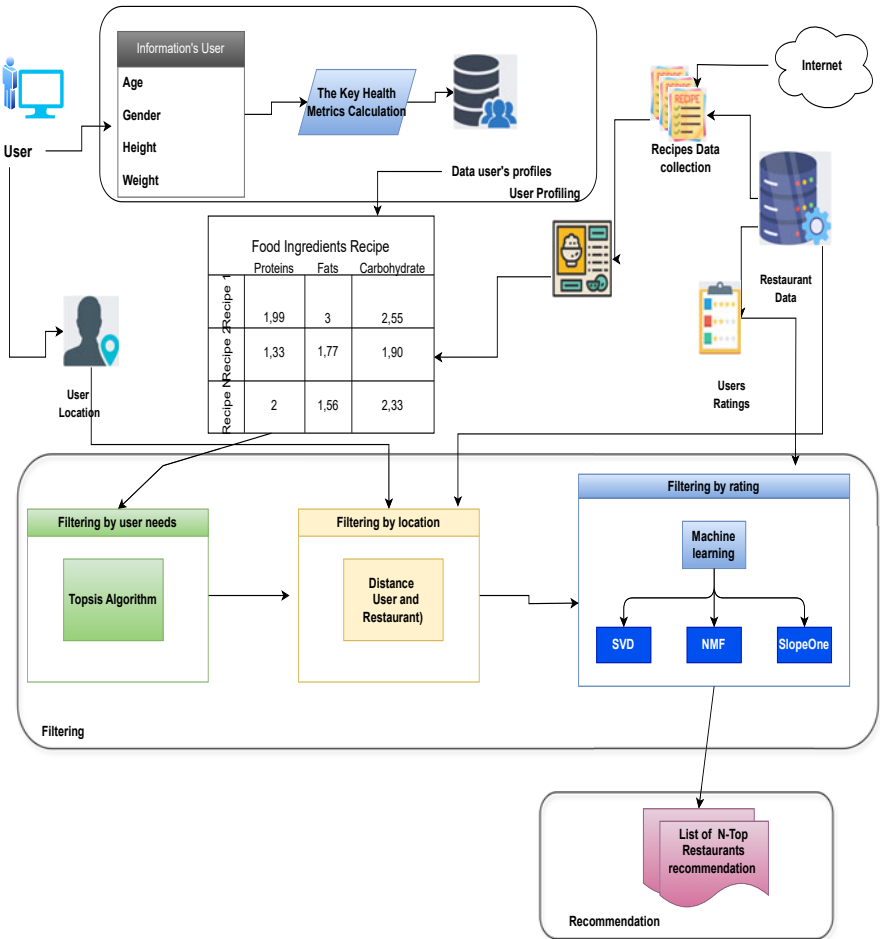 Information's User
Age
Gender
Height
Weight
The Key Health
Metrics Calculation
User
Data user's profiles
User Profiling
Internet
RECIPE
Recipes Data
collection
Restaurant
Data
Users
Ratings
User
Location
Food Ingredients Recipe
Proteins Fats Carbohydrate
Recipe 1 1,99 3 2,55
Recipe 2 1,33 1,77 1,90
Recipe N 2 1,56 2,33
Filtering by user needs
Topsis Algorithm
Filtering by location
Distance
User and
Restaurant)
Filtering by rating
Machine
learning
SVD NMF SlopeOne
Filtering
List of N-Top
Restaurants
recommendation
Recommendation